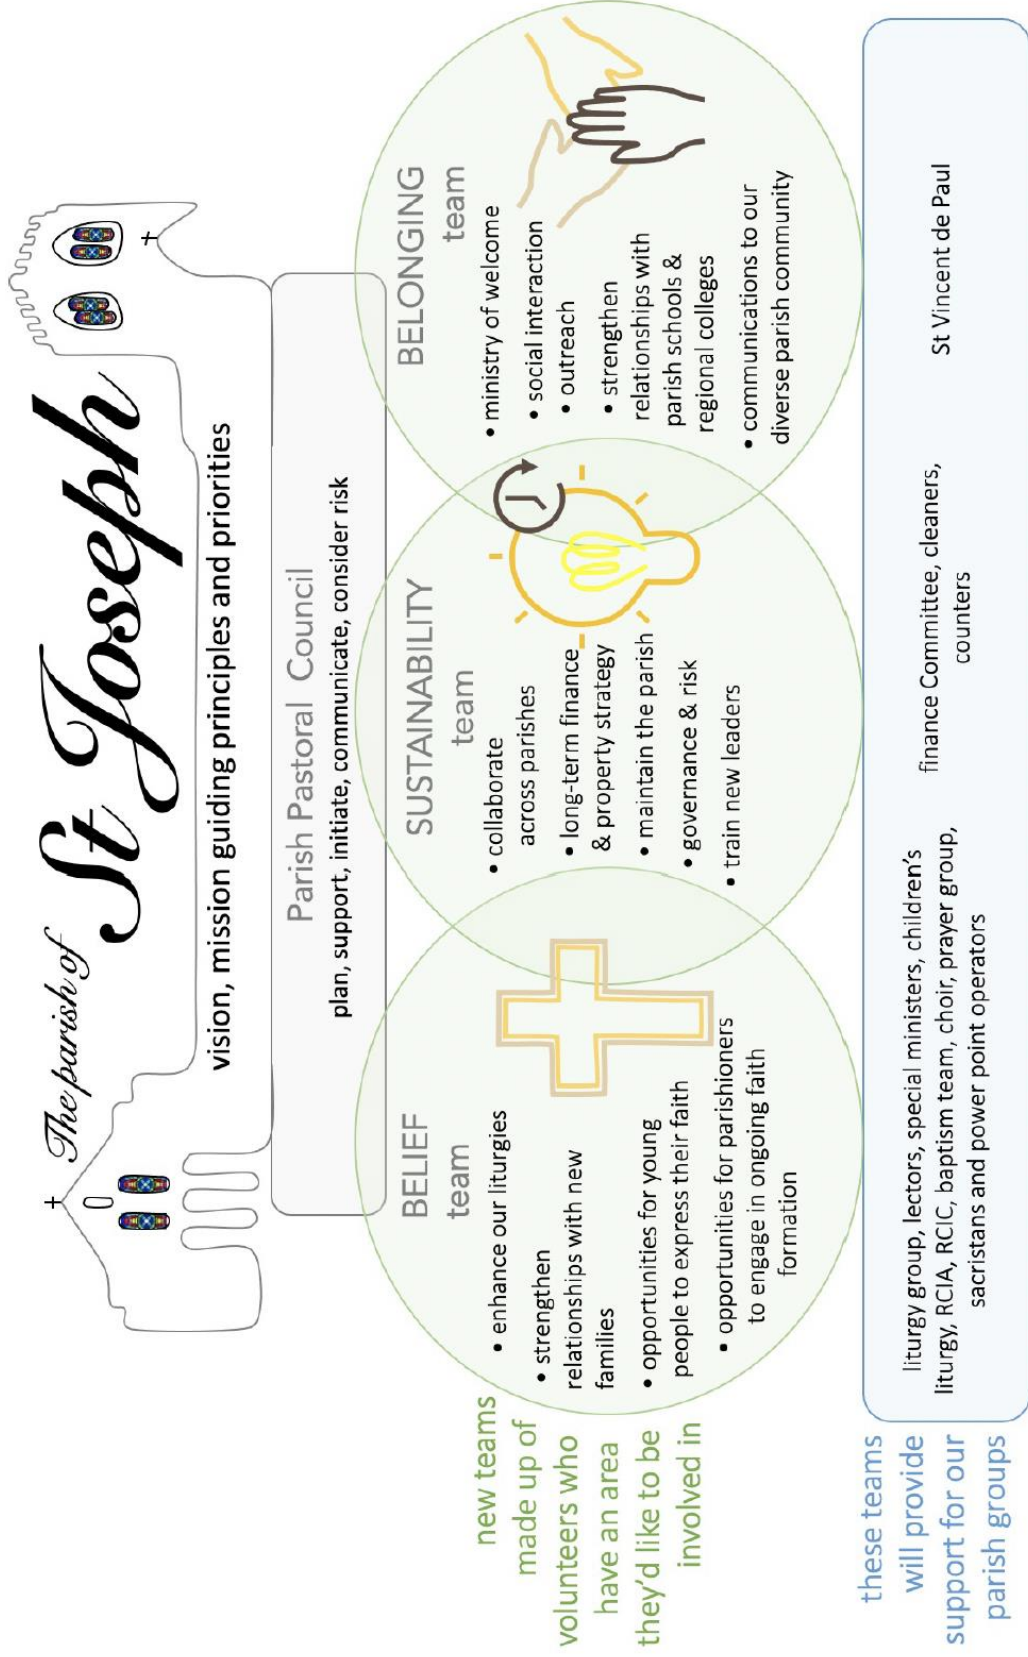 The parish of
St Joseph
vision, mission guiding principles and priorities
Parish Pastoral Council
plan, support, initiate, communicate, consider risk
new teams
made up of
volunteers who
have an area
they'd like to be
involved in
BELIEF
team
• enhance our liturgies
• strengthen
relationships with new
families
• opportunities for young
people to express their faith
• opportunities for parishioners
to engage in ongoing faith
formation
SUSTAINABILITY
team
• collaborate
across parishes
• long-term finance
& property strategy
• maintain the parish
• governance & risk
• train new leaders
BELONGING
team
• ministry of welcome
• social interaction
• outreach
• strengthen
relationships with
parish schools &
regional colleges
• communications to our
diverse parish community
these teams
will provide
support for our
parish groups
liturgy group, lectors, special ministers, children's
liturgy, RCIA, RCIC, baptism team, choir, prayer group,
sacristans and power point operators
finance Committee, cleaners,
counters
St Vincent de Paul